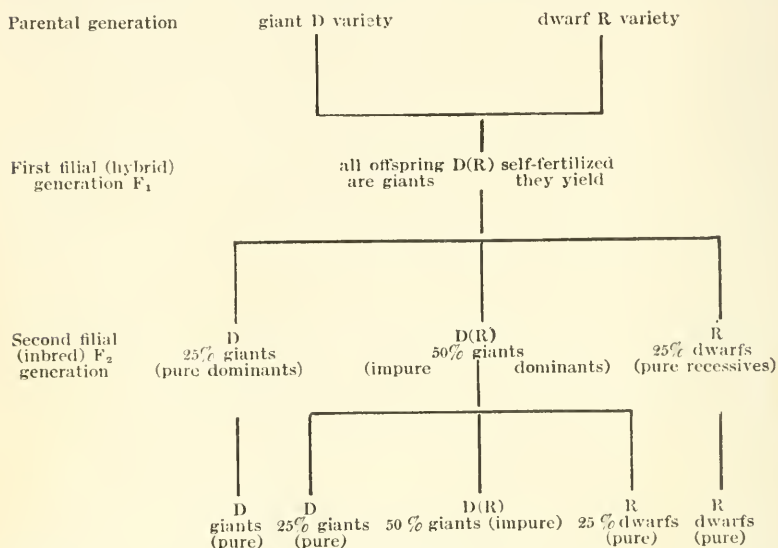 Parental generation giant D variety dwarf R variety
First filial (hybrid) all offspring D(R) self-fertilized
generation F₁ are giants they yield
Second filial D D(R) R
(inbred) F₂ 25% giants 50% giants 25% dwarfs
generation (pure dominants) (impure dominants) (pure recessives)
D D D(R) R R
giants 25% giants 50 % giants (impure) 25 % dwarfs dwarfs
(pure) (pure) (pure) (pure)